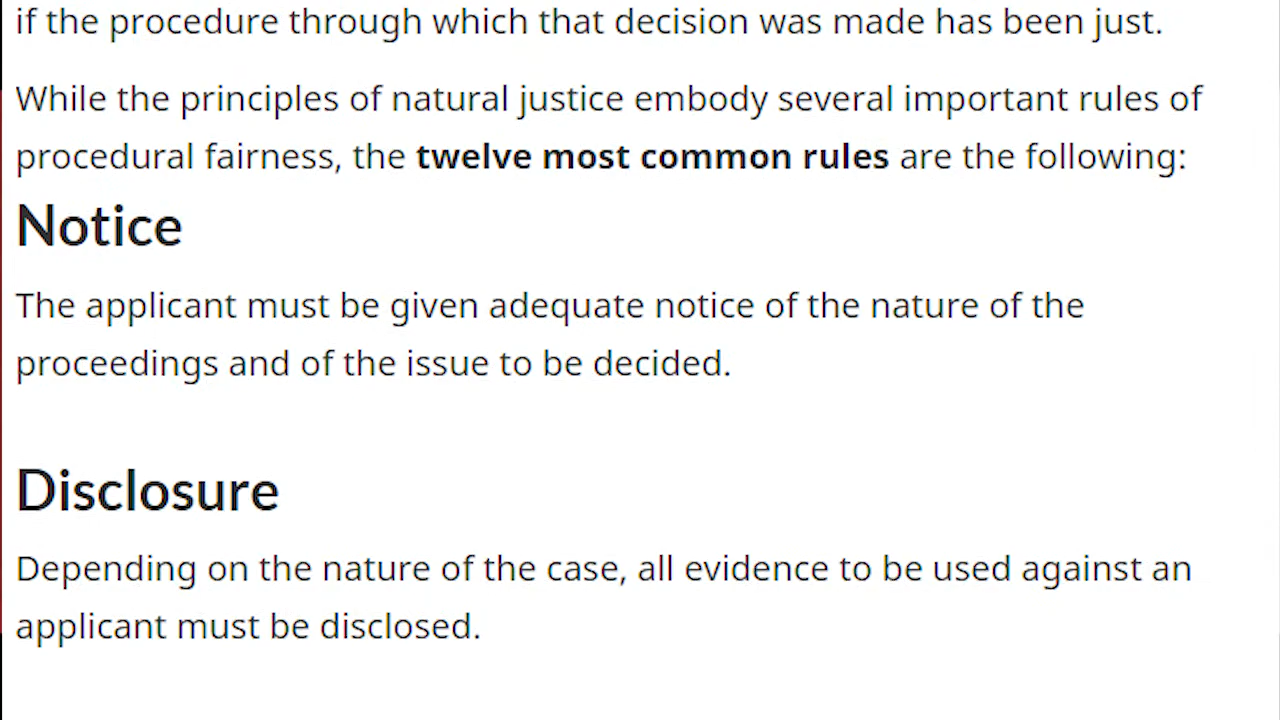 if the procedure through which that decision was made has been just.
While the principles of natural justice embody several important rules of
procedural fairness, the twelve most common rules are the following:
Notice
The applicant must be given adequate notice of the nature of the
proceedings and of the issue to be decided.
Disclosure
Depending on the nature of the case, all evidence to be used against an
applicant must be disclosed.